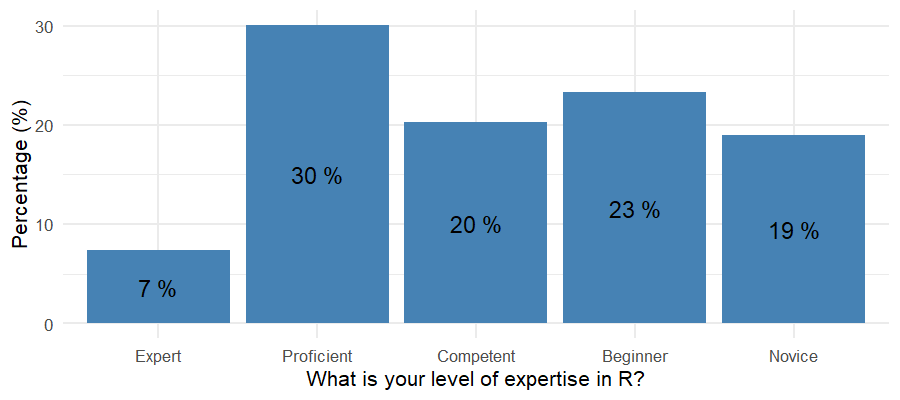 Percentage (%)
30
20
10
0
7 %
30 %
20 %
23 %
19 %
Expert
Proficient
Competent
Beginner
Novice
What is your level of expertise in R?